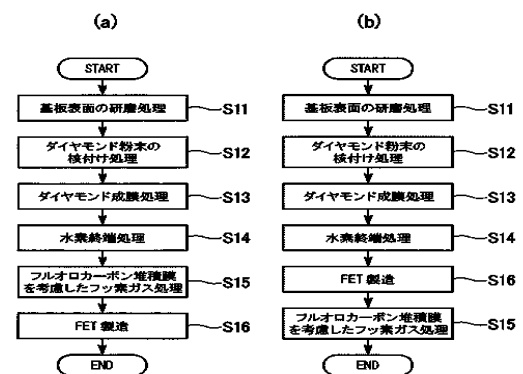 (a)
START
基板表面の研磨処理
S11
ダイヤモンド粉末の
核付け処理
S12
ダイヤモンド成膜処理
S13
水素終端処理
S14
フルオロカーボン堆積膜
を考慮したフッ素ガス処理
S15
FET 製造
S16
END
(b)
START
基板表面の研磨処理
S11
ダイヤモンド粉末の
核付け処理
S12
ダイヤモンド成膜処理
S13
水素終端処理
S14
FET 製造
S16
フルオロカーボン堆積膜
を考慮したフッ素ガス処理
S15
END